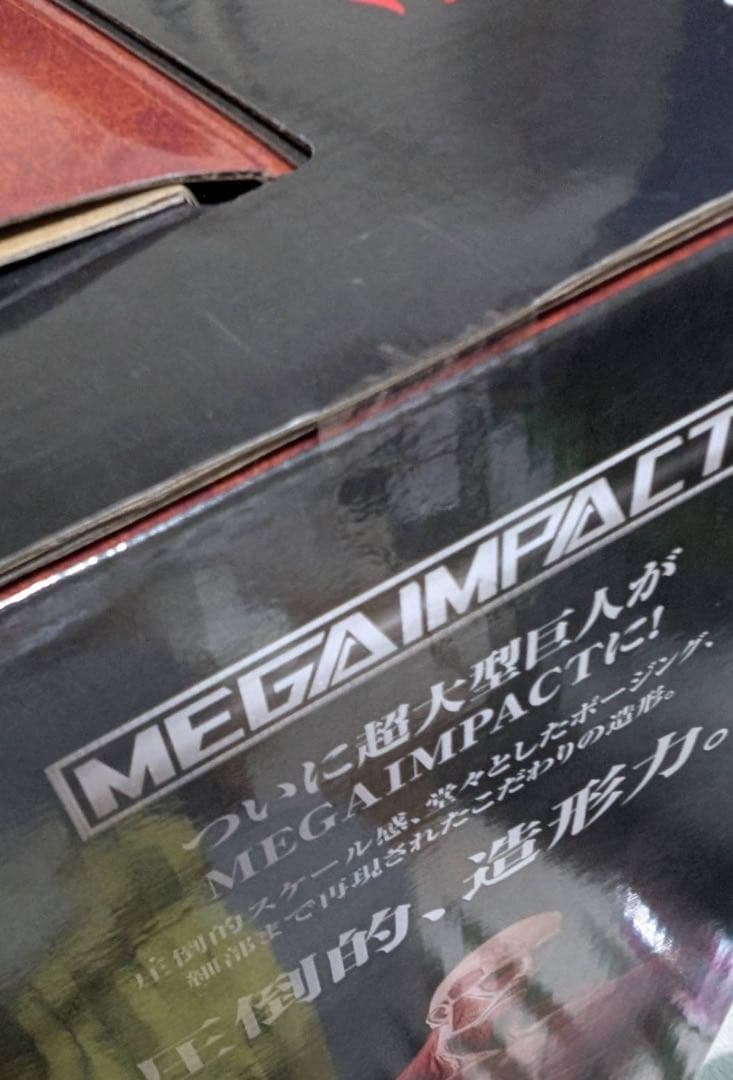 MEGAIMPACT
ついに超大型巨人が
MEGAIMPACTに!
圧倒的スケール感、堂々としたポージング、
細部まで再現されたこだわりの造形。
圧倒的、造形力。